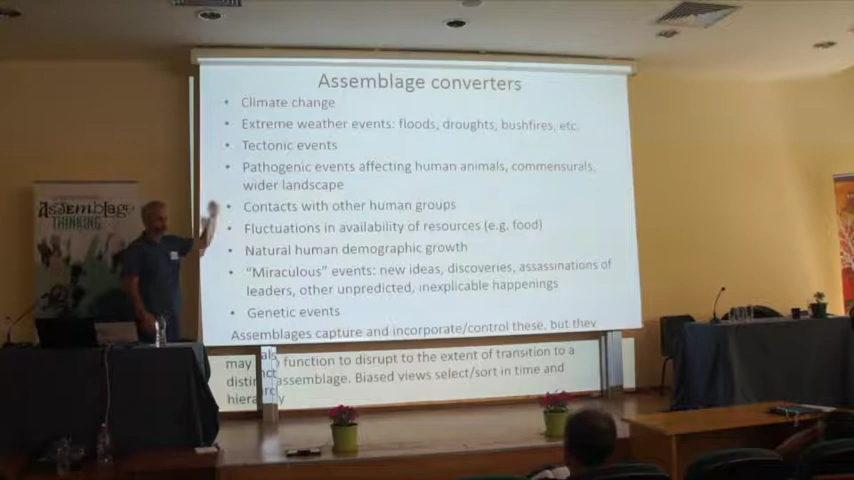 Assemblage converters
• Climate change
• Extreme weather events: floods, droughts, bushfires, etc.
• Tectonic events
• Pathogenic events affecting human animals, commensurals,
wider landscape
• Contacts with other human groups
• Fluctuations in availability of resources (e.g. food)
• Natural human demographic growth
• “Miraculous” events: new ideas, discoveries, assassinations of
leaders, other unpredicted, inexplicable happenings
• Genetic events
Assemblages capture and incorporate/control these, but they
may als function to disrupt to the extent of transition to a
distinct assemblage. Biased views select/sort in time and
Assemblage
THINKING